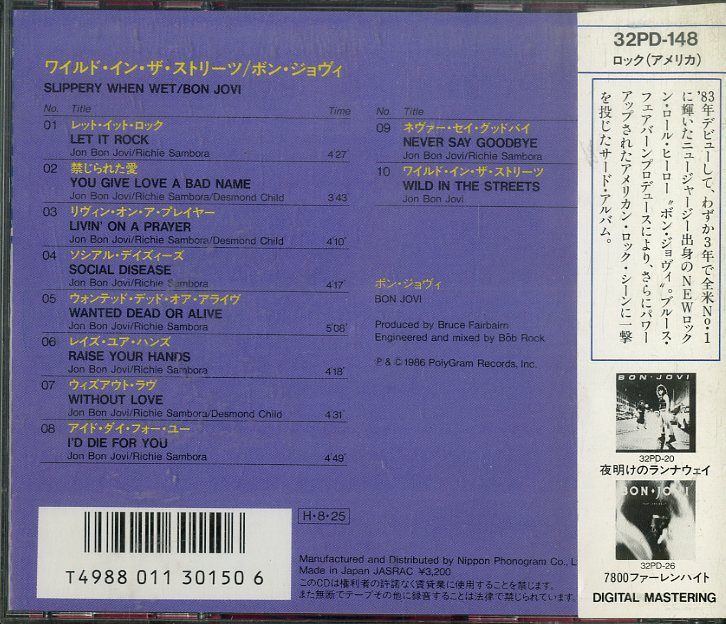 ワイルド・イン・ザ・ストリーツ/ボン・ジョヴィ
SLIPPERY WHEN WET/BON JOVI
No. Title Time
01 レット・イット・ロック
LET IT ROCK
Jon Bon Jovi/Richie Sambora 4'27"
02 禁じられた愛
YOU GIVE LOVE A BAD NAME
Jon Bon Jovi/Richie Sambora/Desmond Child 3'43
03 リヴィン・オン・ア・プレイヤー
LIVIN' ON A PRAYER
Jon Bon Jovi/Richie Sambora/Desmond Child 4'10"
04 ソシアル・デイズィーズ
SOCIAL DISEASE
Jon Bon Jovi/Richie Sambora 4'17"
05 ウォンテッド・デッド・オア・アライヴ
WANTED DEAD OR ALIVE
Jon Bon Jovi/Richie Sambora 5'08"
06 レイズ・ユア・ハンズ
RAISE YOUR HANDS
Jon Bon Jovi/Richie Sambora 4'18"
07 ウィズアウト・ラヴ
WITHOUT LOVE
Jon Bon Jovi/Richie Sambora/Desmond Child 4'31"
08 アイド・ダイ・フォー・ユー
I'D DIE FOR YOU
Jon Bon Jovi/Richie Sambora 4'49"
No. Title
09 ネヴァー・セイ・グッドバイ
NEVER SAY GOODBYE
Jon Bon Jovi/Richie Sambora
10 ワイルド・イン・ザ・ストリーツ
WILD IN THE STREETS
Jon Bon Jovi
ボン・ジョヴィ
BON JOVI
Produced by Bruce Fairbairn
Engineered and mixed by Bob Rock
℗ & © 1986 PolyGram Records, Inc.
H・8・25
T4988 011 30150 6
Manufactured and Distributed by Nippon Phonogram Co., L
Made in Japan JASRAC ¥3,200
このCDは権利者の許諾なく賃貸業に使用することを禁じます。
また無断でテープその他に録音することは法律で禁じられています。
32PD-148
ロック(アメリカ)
'83年デビューして、わずか3年で全米No.1
に輝いたニュージャージー出身のNEWロック
ン・ロール・ヒーロー〝ボン・ジョヴィ〟。ブルース・
フェアバーンプロデュースにより、さらにパワー
アップされたアメリカン・ロック・シーンに一撃
を投じたサード・アルバム。
BON JOVI
32PD-20
夜明けのランナウェイ
BON・JOVI
32PD-26
7800ファーレンハイト
DIGITAL MASTERING